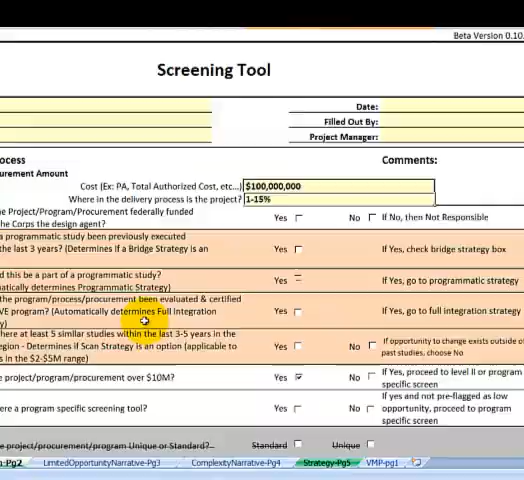 Beta Version 0.10.
Screening Tool
Date:
Filled Out By:
Project Manager:
ocess
Comments:
urement Amount
Cost (Ex: PA, Total Authorized Cost, etc...) $100,000,000
Where in the delivery process is the project? 1-15%
he Project/Program/Procurement federally funded
the Corps the design agent?
Yes No If No, then Not Responsible
a programmatic study been previously executed
the last 3 years? (Determines if a Bridge Strategy is an
Yes If Yes, check bridge strategy box
d this be a part of a programmatic study?
matically determines Programmatic Strategy)
Yes If Yes, go to programmatic strategy
the program/process/procurement been evaluated & certified
VE program? (Automatically determines Full Integration
y)
Yes If Yes, go to full integration strategy
here at least 5 similar studies within the last 3-5 years in the
egion - Determines if Scan Strategy is an option (applicable to
s in the $2-$5M range)
Yes No If opportunity to change exists outside o
past studies, choose No
e project/program/procurement over $10M?
Yes No If Yes, proceed to level II or program
specific screen
ere a program specific screening tool?
Yes No If yes and not pre-flagged as low
opportunity, proceed to program
specific screen
e project/procurement/program Unique or Standard?
Standard Unique
n-Pg2 LimitedOpportunityNarrative-Pg3 ComplexityNarrative-Pg4 Strategy-Pg5 VMP-pg1